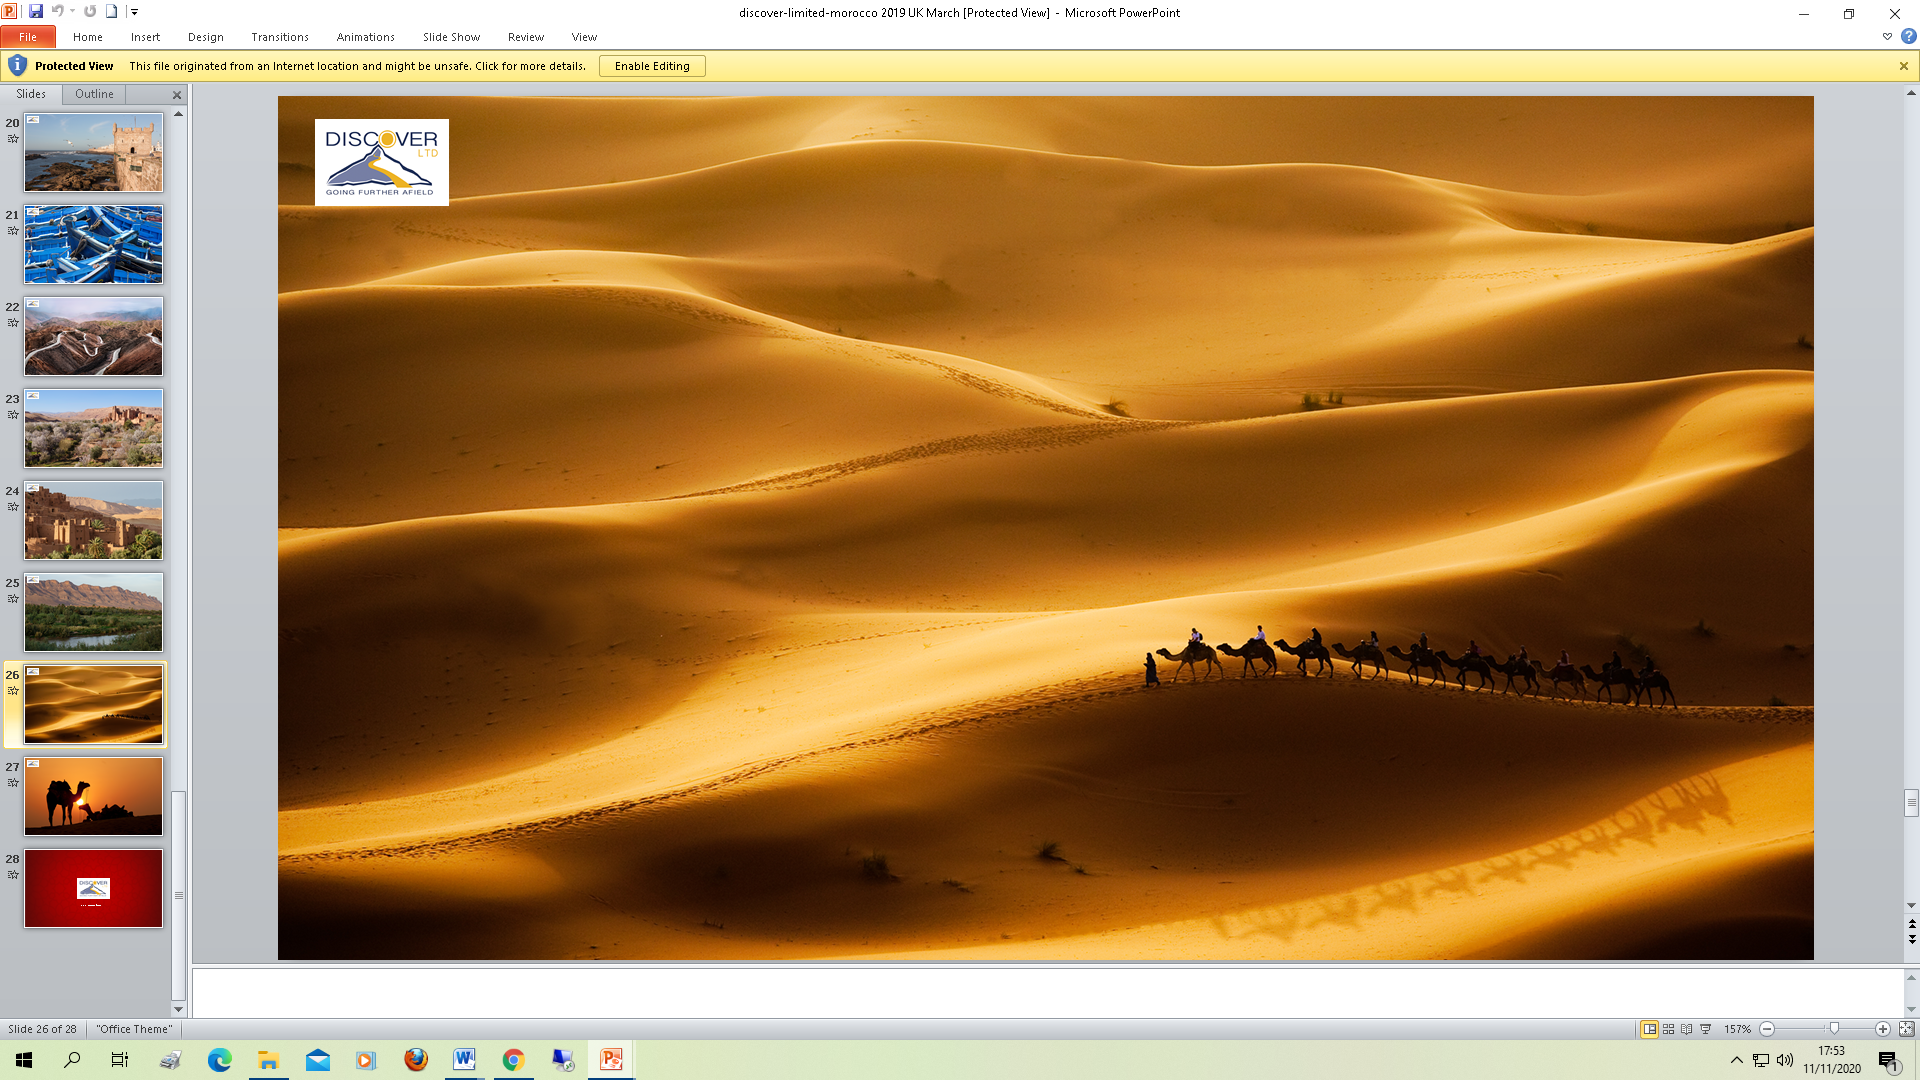 discover-limited-morocco 2019 UK March [Protected View] - Microsoft PowerPoint
File Home Insert Design Transitions Animations Slide Show Review View
Protected View This file originated from an Internet location and might be unsafe. Click for more details. Enable Editing
Slides Outline
20
21
22
23
24
25
26
27
28
DISCOVER
LTD
GOING FURTHER AFIELD
DISCOVER
Slide 26 of 28 "Office Theme" 157%
17:53
11/11/2020
1